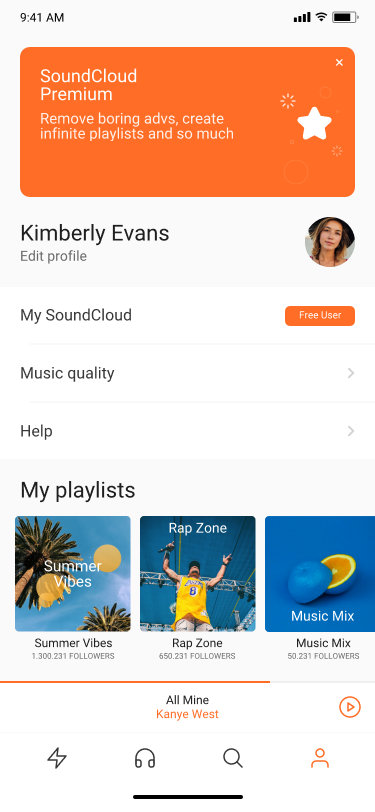 9:41 AM
SoundCloud
Premium
Remove boring advs, create
infinite playlists and so much
Kimberly Evans
Edit profile
My SoundCloud
Free User
Music quality
Help
My playlists
Summer
Vibes
Rap Zone
8
Music Mix
Summer Vibes
1.300.231 FOLLOWERS
Rap Zone
650.231 FOLLOWERS
Music Mix
50.231 FOLLOWERS
All Mine
Kanye West